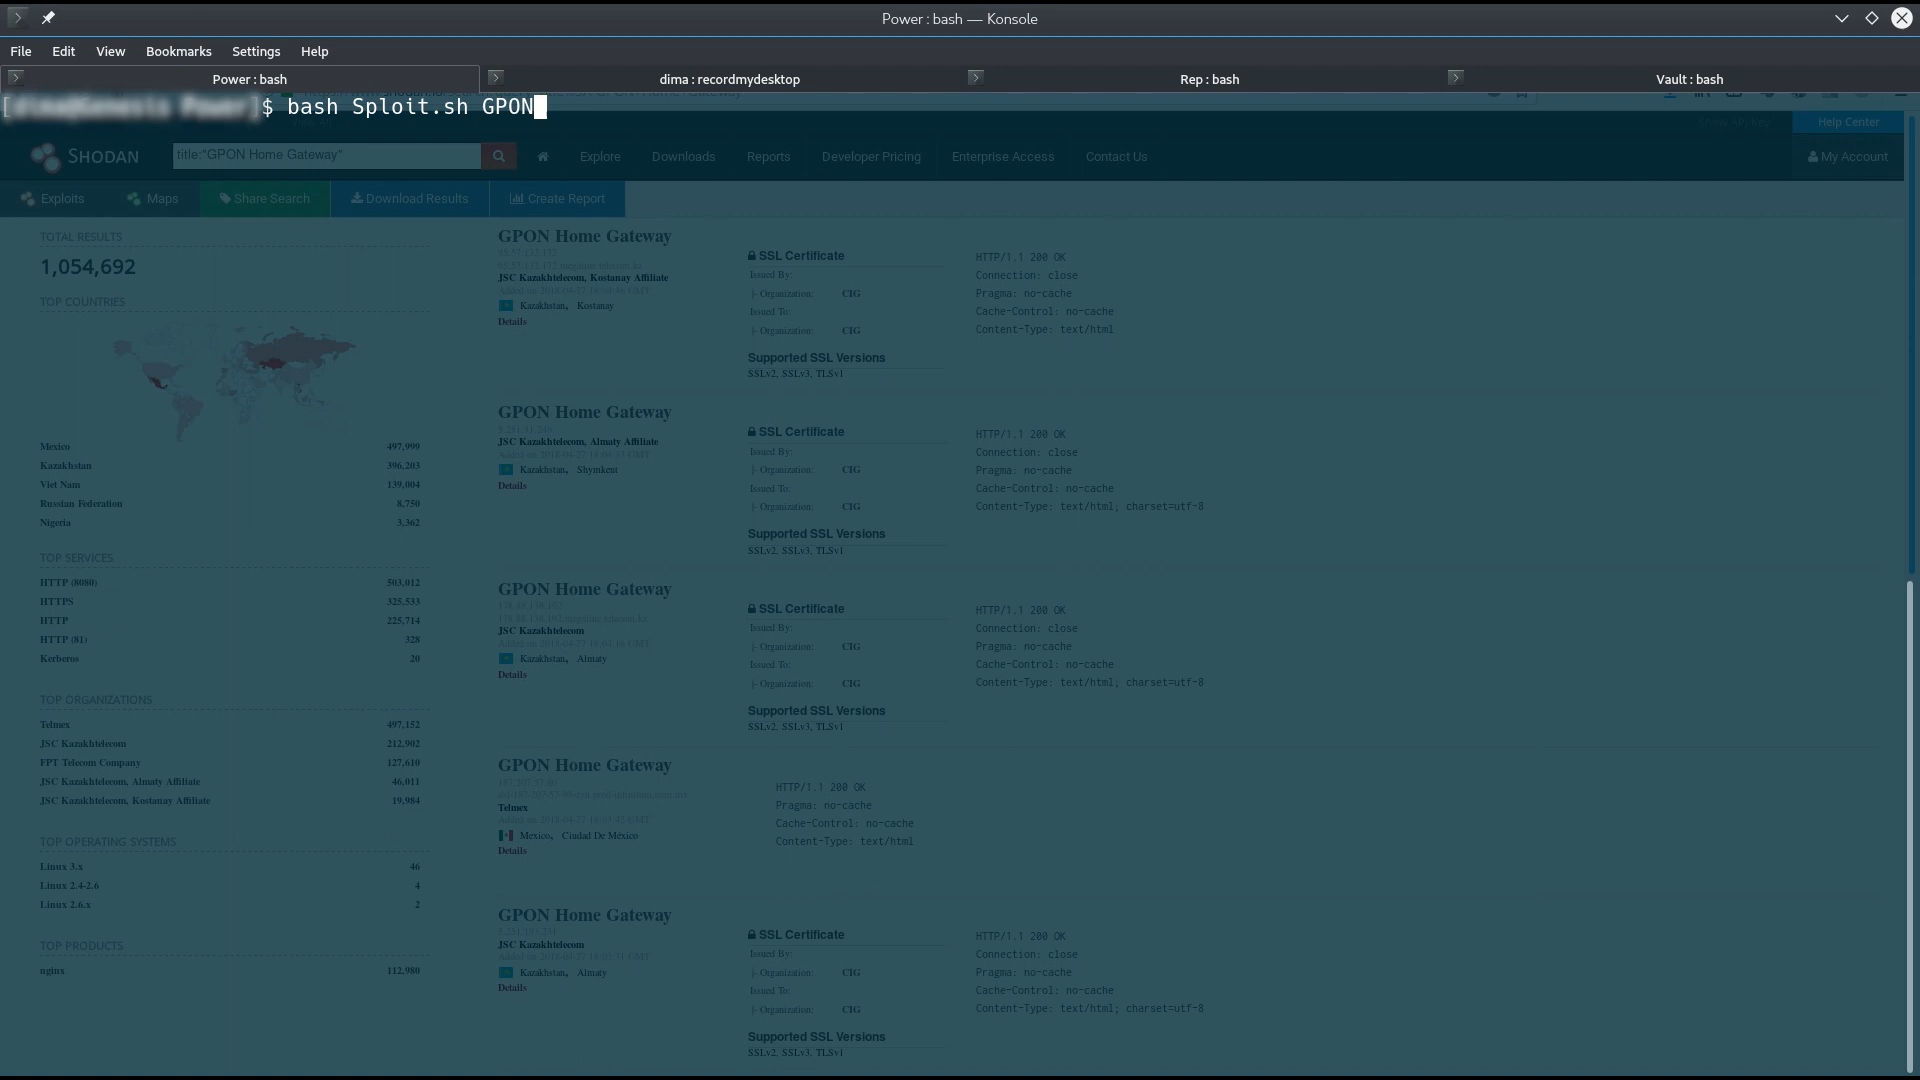 Power : bash — Konsole
File Edit View Bookmarks Settings Help
Power : bash dima : recordmydesktop Rep : bash Vault : bash
$ bash Sploit.sh GPON
Show API Key Help Center
SHODAN title:"GPON Home Gateway" Explore Downloads Reports Developer Pricing Enterprise Access Contact Us My Account
Exploits Maps Share Search Download Results Create Report
TOTAL RESULTS
1,054,692
TOP COUNTRIES
Mexico 497,999
Kazakhstan 396,203
Viet Nam 139,004
Russian Federation 8,750
Nigeria 3,362
TOP SERVICES
HTTP (8080) 503,012
HTTPS 325,533
HTTP 225,714
HTTP (81) 328
Kerberos 20
TOP ORGANIZATIONS
Telmex 497,152
JSC Kazakhtelecom 212,902
FPT Telecom Company 127,610
JSC Kazakhtelecom, Almaty Affiliate 46,011
JSC Kazakhtelecom, Kostanay Affiliate 19,984
TOP OPERATING SYSTEMS
Linux 3.x 46
Linux 2.4-2.6 4
Linux 2.6.x 2
TOP PRODUCTS
nginx 112,980
GPON Home Gateway
JSC Kazakhtelecom, Kostanay Affiliate
Kazakhstan, Kostanay
Details
SSL Certificate
Issued By:
|- Organization: CIG
Issued To:
|- Organization: CIG
Supported SSL Versions
SSLv2, SSLv3, TLSv1
HTTP/1.1 200 OK
Connection: close
Pragma: no-cache
Cache-Control: no-cache
Content-Type: text/html
GPON Home Gateway
JSC Kazakhtelecom, Almaty Affiliate
Kazakhstan, Shymkent
Details
SSL Certificate
Issued By:
|- Organization: CIG
Issued To:
|- Organization: CIG
Supported SSL Versions
SSLv2, SSLv3, TLSv1
HTTP/1.1 200 OK
Connection: close
Pragma: no-cache
Cache-Control: no-cache
Content-Type: text/html; charset=utf-8
GPON Home Gateway
JSC Kazakhtelecom
Kazakhstan, Almaty
Details
SSL Certificate
Issued By:
|- Organization: CIG
Issued To:
|- Organization: CIG
Supported SSL Versions
SSLv2, SSLv3, TLSv1
HTTP/1.1 200 OK
Connection: close
Pragma: no-cache
Cache-Control: no-cache
Content-Type: text/html; charset=utf-8
GPON Home Gateway
Telmex
Mexico, Ciudad De México
Details
HTTP/1.1 200 OK
Pragma: no-cache
Cache-Control: no-cache
Content-Type: text/html
GPON Home Gateway
JSC Kazakhtelecom
Kazakhstan, Almaty
Details
SSL Certificate
Issued By:
|- Organization: CIG
Issued To:
|- Organization: CIG
Supported SSL Versions
SSLv2, SSLv3, TLSv1
HTTP/1.1 200 OK
Connection: close
Pragma: no-cache
Cache-Control: no-cache
Content-Type: text/html; charset=utf-8